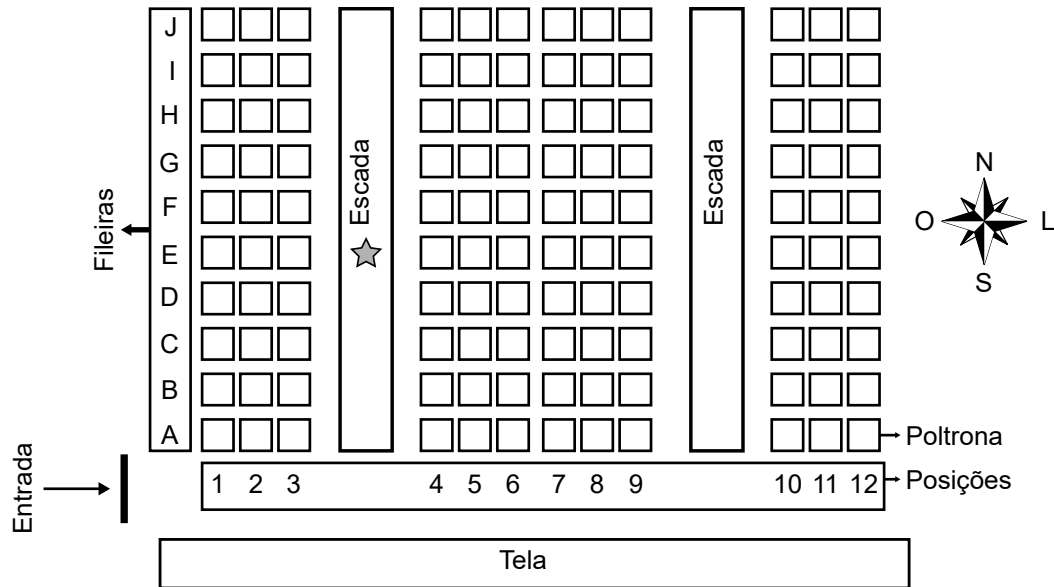 J
I
H
G
F
E
D
C
B
A
Fileiras
Escada
Escada
N
O L
S
Poltrona
Entrada
1 2 3 4 5 6 7 8 9 10 11 12
Posições
Tela